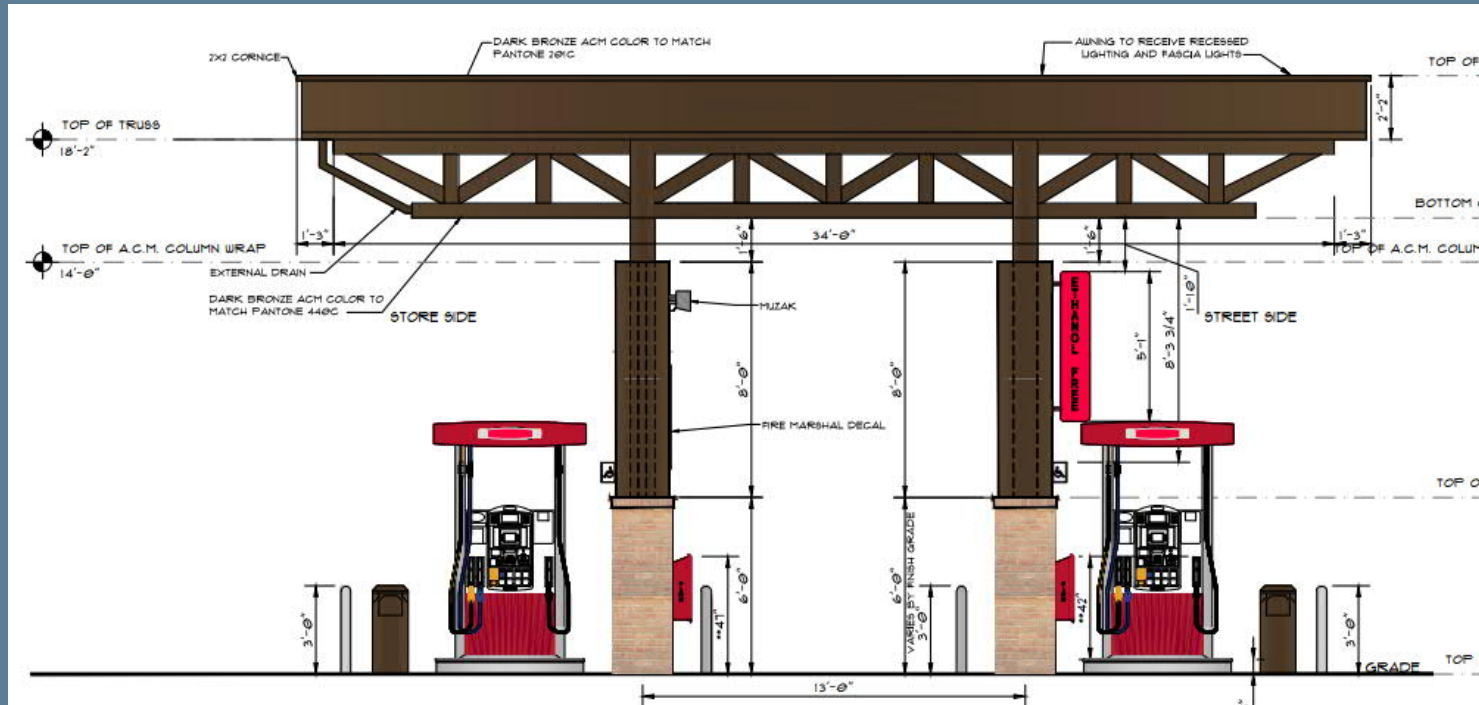 DARK BRONZE ACM COLOR TO MATCH
PANTONE 201C
AWNING TO RECEIVE RECESSED
LIGHTING AND FASCIA LIGHTS
2X2 CORNICE
TOP OF
2'-2"
TOP OF TRUSS
18'-2"
BOTTOM
1'-3"
34'-0"
1'-3"
1'-9"
1'-9"
TOP OF A.C.M. COLUMN WRAP
14'-0"
TOP OF A.C.M. COLUM
EXTERNAL DRAIN
DARK BRONZE ACM COLOR TO
MATCH PANTONE 440C
STORE SIDE
MUZAK
ETHANOL FREE
1'-10"
STREET SIDE
5'-1"
8'-3 3/4"
8'-0"
8'-0"
FIRE MARSHAL DECAL
TOP O
VARIES BY FINISH GRADE
6'-0"
6'-0"
3'-0"
**47"
3'-0"
**42"
3'-0"
GRADE
TOP
13'-0"